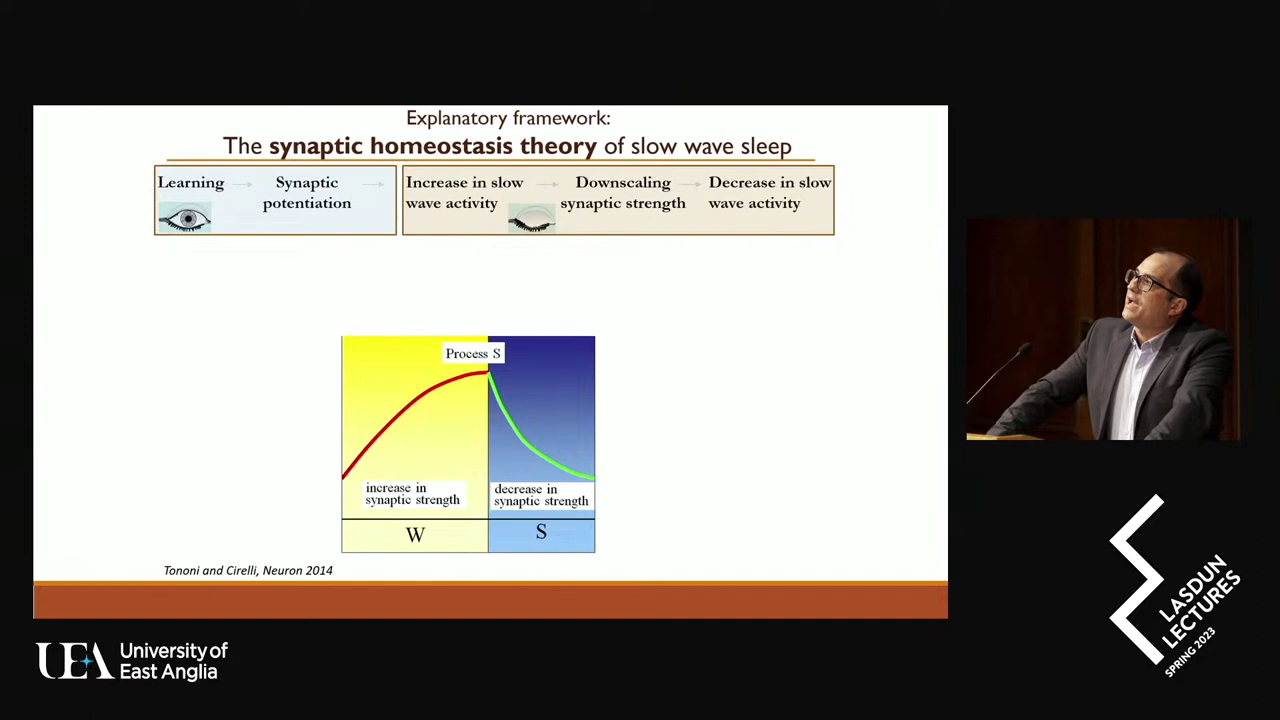 Explanatory framework:
The synaptic homeostasis theory of slow wave sleep
Learning
Synaptic
potentiation
Increase in slow
wave activity
Downscaling
synaptic strength
Decrease in slow
wave activity
Process S
increase in
synaptic strength
decrease in
synaptic strength
W
S
Tononi and Cirelli, Neuron 2014
UEA University of
East Anglia
LASDUN
LECTURES
SPRING 2023